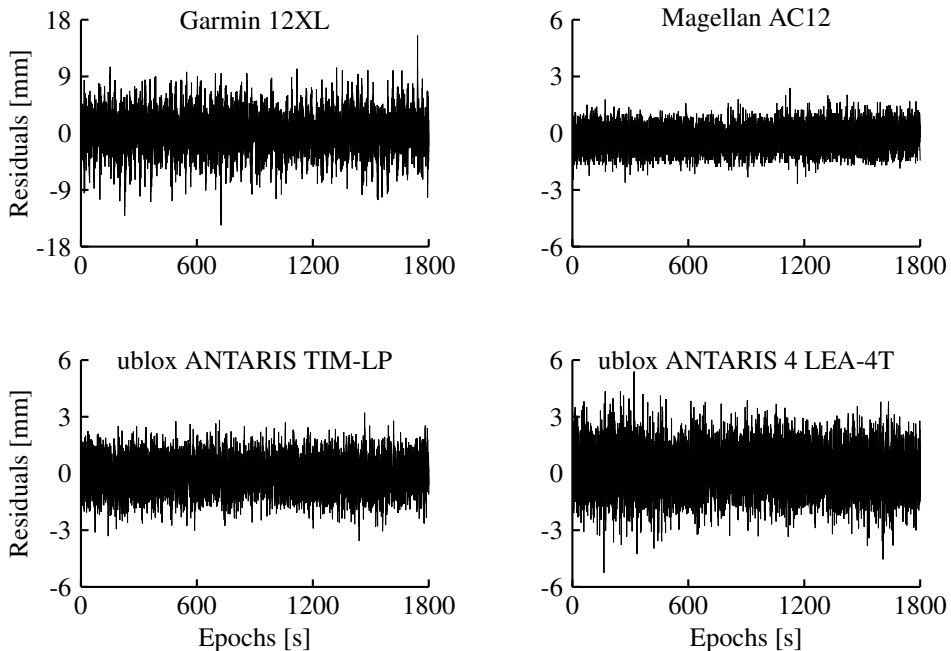 Garmin 12XL
18
9
0
-9
-18
Residuals [mm]
0 600 1200 1800
Magellan AC12
6
3
0
-3
-6
0 600 1200 1800
ublox ANTARIS TIM-LP
6
3
0
-3
-6
Residuals [mm]
0 600 1200 1800
Epochs [s]
ublox ANTARIS 4 LEA-4T
6
3
0
-3
-6
0 600 1200 1800
Epochs [s]